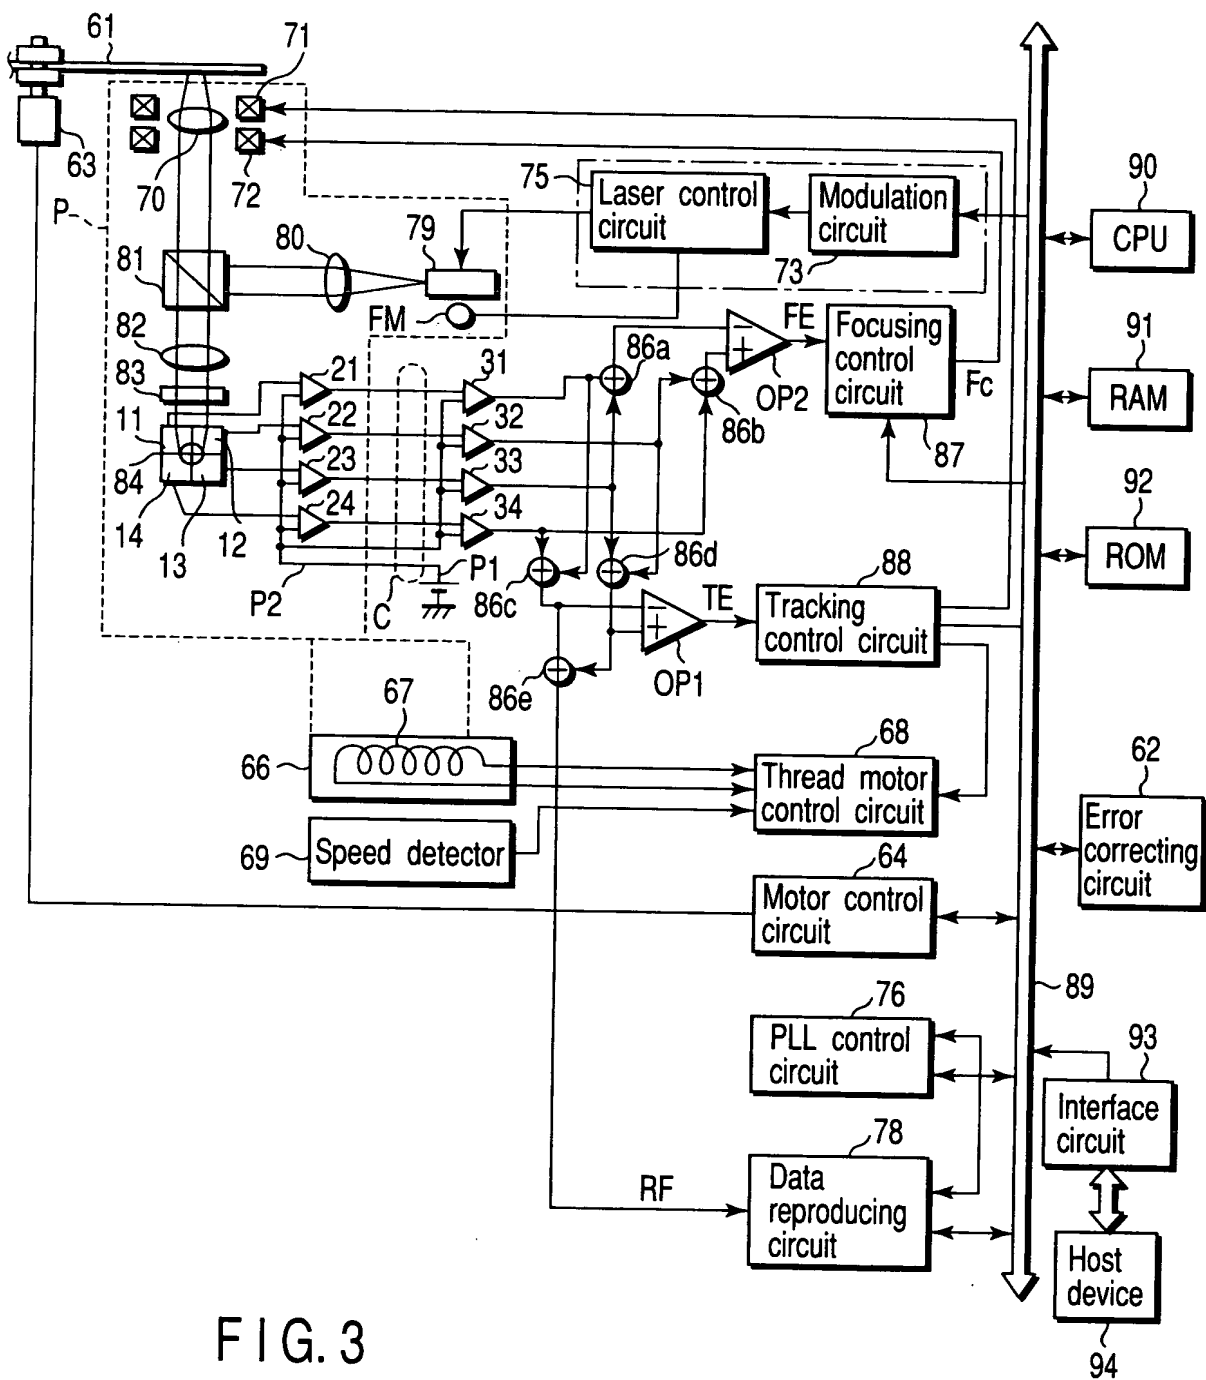 61
71
63
70
72
P
75
Laser control
circuit
Modulation
circuit
73
90
CPU
81
80
79
FM
82
83
21
31
86a
FE
OP2
Focusing
control
circuit
Fc
87
91
RAM
11
22
32
86b
84
23
33
14
13
12
24
34
92
ROM
P2
C
P1
86c
86d
TE
88
Tracking
control circuit
OP1
86e
67
66
68
Thread motor
control circuit
62
Error
correcting
circuit
69
Speed detector
64
Motor control
circuit
89
76
PLL control
circuit
93
Interface
circuit
78
RF
Data
reproducing
circuit
Host
device
94
FIG. 3